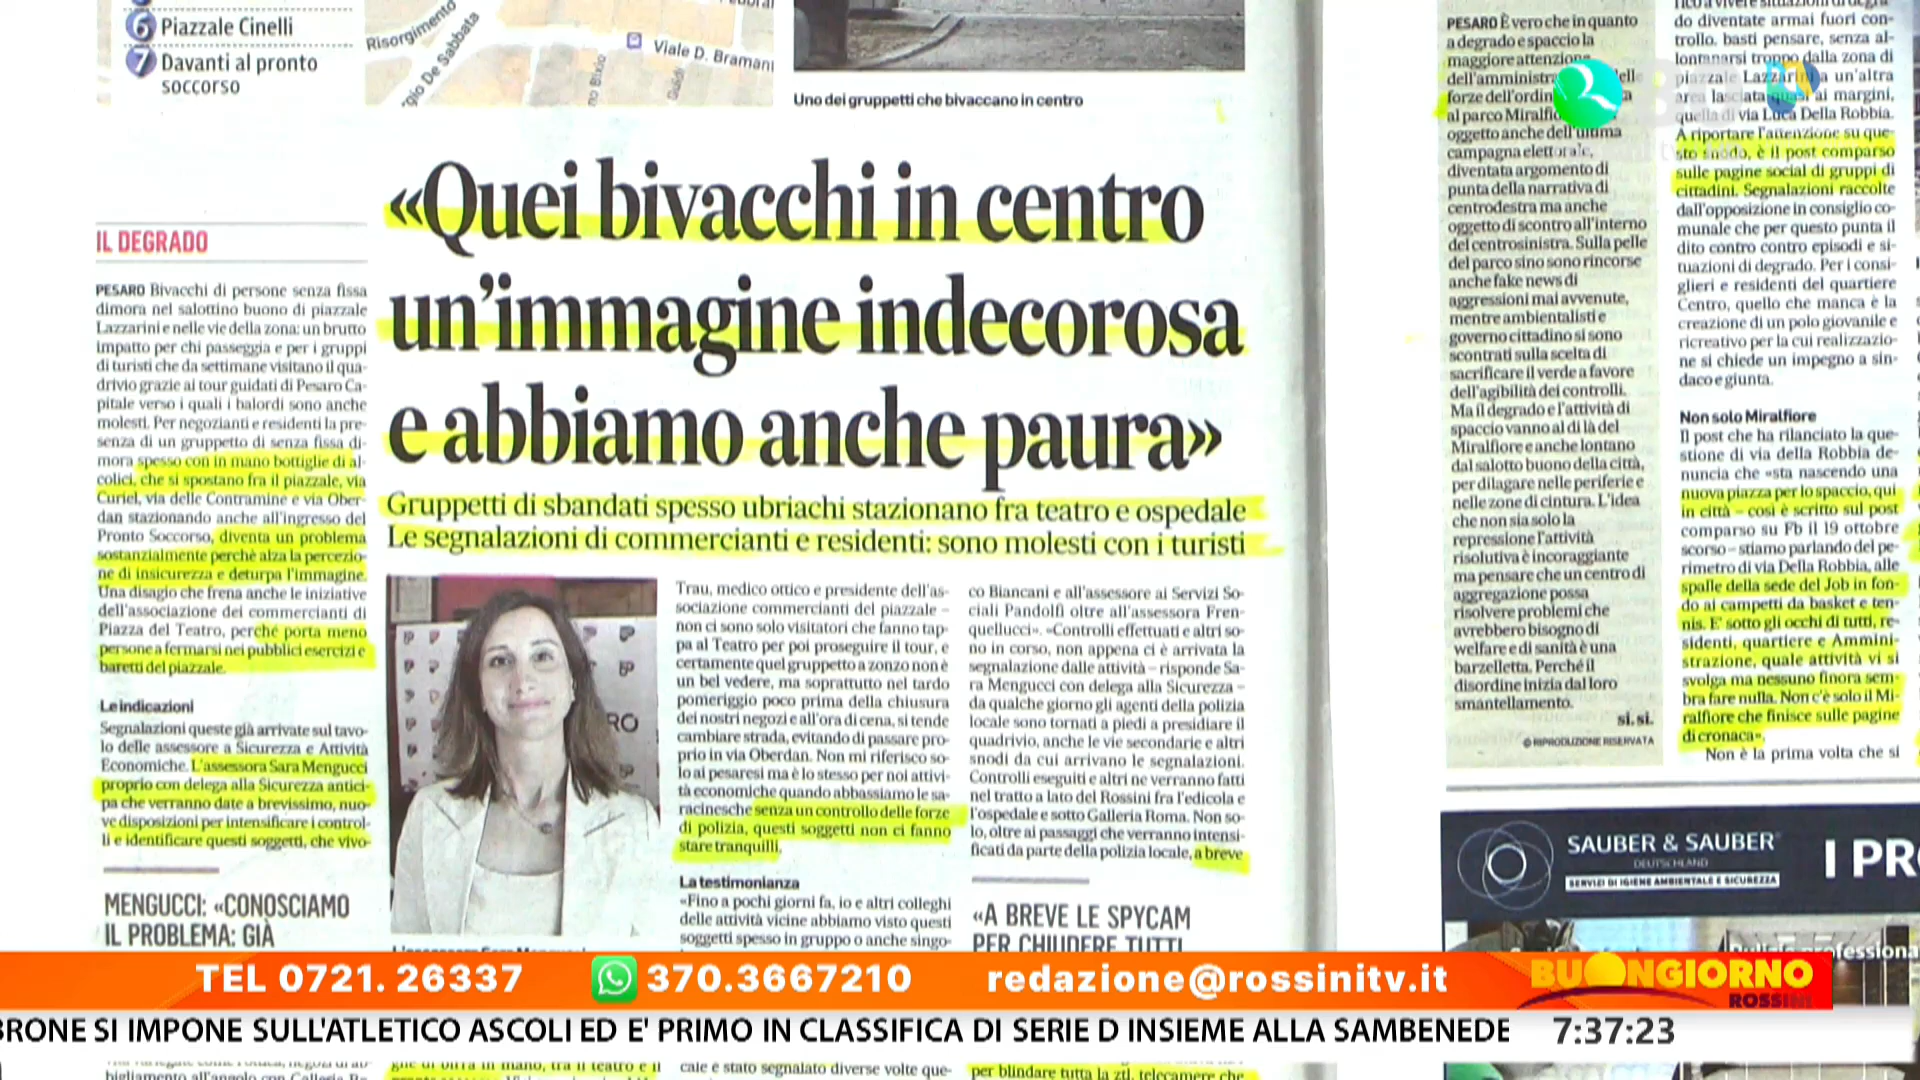 6 Piazzale Cinelli
7 Davanti al pronto
soccorso
Risorgimento
Viale D. Bramant
Uno dei gruppetti che bivaccano in centro
IL DEGRADO
«Quei bivacchi in centro
un'immagine indecorosa
e abbiamo anche paura»
Gruppetti di sbandati spesso ubriachi stazionano fra teatro e ospedale
Le segnalazioni di commercianti e residenti: sono molesti con i turisti
PESARO Bivacchi di persone senza fissa
dimora nel salottino buono di piazzale
Lazzarini e nelle vie della zona: un brutto
impatto per chi passeggia e per i gruppi
di turisti che da settimane visitano il qua-
drivio grazie ai tour guidati di Pesaro Ca-
pitale verso i quali i balordi sono anche
molesti. Per negozianti e residenti la pre-
senza di un gruppetto di senza fissa di-
mora spesso con in mano bottiglie di al-
colici, che si spostano fra il piazzale, via
Curiel, via delle Contramine e via Ober-
dan stazionando anche all'ingresso del
Pronto Soccorso, diventa un problema
sostanzialmente perchè alza la percezio-
ne di insicurezza e deturpa l'immagine.
Una disagio che frena anche le iniziative
dell'associazione dei commercianti di
Piazza del Teatro, perché porta meno
persone a fermarsi nei pubblici esercizi e
baretti del piazzale.
Le indicazioni
Segnalazioni queste già arrivate sul tavo-
lo delle assessore a Sicurezza e Attività
Economiche. L'assessora Sara Mengucci
proprio con delega alla Sicurezza antici-
pa che verranno date a brevissimo, nuo-
ve disposizioni per intensificare i control-
li e identificare questi soggetti, che vivo-
MENGUCCI: «CONOSCIAMO
IL PROBLEMA: GIÀ
Trau, medico ottico e presidente dell'as-
sociazione commercianti del piazzale –
non ci sono solo visitatori che fanno tap-
pa al Teatro per poi proseguire il tour, e
certamente quel gruppetto a zonzo non è
un bel vedere, ma soprattutto nel tardo
pomeriggio poco prima della chiusura
dei nostri negozi e all'ora di cena, si tende
cambiare strada, evitando di passare pro-
prio in via Oberdan. Non mi riferisco so-
lo ai pesaresi ma è lo stesso per noi attivi-
tà economiche quando abbassiamo le sa-
racinesche senza un controllo delle forze
di polizia, questi soggetti non ci fanno
stare tranquilli.
La testimonianza
«Fino a pochi giorni fa, io e altri colleghi
delle attività vicine abbiamo visto questi
soggetti spesso in gruppo o anche singo-
co Biancani e all'assessore ai Servizi So-
ciali Pandolfi oltre all'assessora Fren-
quellucci». «Controlli effettuati e altri so-
no in corso, non appena ci è arrivata la
segnalazione dalle attività – risponde Sa-
ra Mengucci con delega alla Sicurezza –
da qualche giorno gli agenti della polizia
locale sono tornati a piedi a presidiare il
quadrivio, anche le vie secondarie e altri
snodi da cui arrivano le segnalazioni.
Controlli eseguiti e altri ne verranno fatti
nel tratto a lato del Rossini fra l'edicola e
l'ospedale e sotto Galleria Roma. Non so-
lo, oltre ai passaggi che verranno intensi-
ficati da parte della polizia locale, a breve
«A BREVE LE SPYCAM
PER CHIUDERE TUTTI
PESARO È vero che in quanto
a degrado e spaccio la
maggiore attenzione
dell'amministra
forze dell'ordin
al parco Miralfio
oggetto anche dell'ultima
campagna elettorale,
diventata argomento di
punta della narrativa di
centrodestra ma anche
oggetto di scontro all'interno
del centrosinistra. Sulla pelle
del parco sino sono rincorse
anche fake news di
aggressioni mai avvenute,
mentre ambientalisti e
governo cittadino si sono
scontrati sulla scelta di
sacrificare il verde a favore
dell'agibilità dei controlli.
Ma il degrado e l'attività di
spaccio vanno al di là del
Miralfiore e anche lontano
dal salotto buono della città,
per dilagare nelle periferie e
nelle zone di cintura. L'idea
che non sia solo la
repressione l'attività
risolutiva è incoraggiante
ma pensare che un centro di
aggregazione possa
risolvere problemi che
avrebbero bisogno di
welfare e di sanità è una
barzelletta. Perché il
disordine inizia dal loro
smantellamento.
si. si.
© RIPRODUZIONE RISERVATA
do diventate armai fuori con-
trollo. basti pensare, senza al-
lontanarsi troppo dalla zona di
piazzale Lazzarini a un'altra
area lasciata quasi ai margini,
quella di via Luca Della Robbia.
A riportare l'attenzione su que-
sto snodo, è il post comparso
sulle pagine social di gruppi di
cittadini. Segnalazioni raccolte
dall'opposizione in consiglio co-
munale che per questo punta il
dito contro contro episodi e si-
tuazioni di degrado. Per i consi-
glieri e residenti del quartiere
Centro, quello che manca è la
creazione di un polo giovanile e
ricreativo per la cui realizzazio-
ne si chiede un impegno a sin-
daco e giunta.
Non solo Miralfiore
Il post che ha rilanciato la que-
stione di via della Robbia de-
nuncia che «sta nascendo una
nuova piazza per lo spaccio, qui
in città – così è scritto sul post
comparso su Fb il 19 ottobre
scorso – stiamo parlando del pe-
rimetro di via Della Robbia, alle
spalle della sede del Job in fon-
do ai campetti da basket e ten-
nis. E' sotto gli occhi di tutti, re-
sidenti, quartiere e Ammini-
strazione, quale attività vi si
svolga ma nessuno finora sem-
bra fare nulla. Non c'è solo il Mi-
ralfiore che finisce sulle pagine
di cronaca».
Non è la prima volta che si
SAUBER & SAUBER
DEUTSCHLAND
SERVIZI DI IGIENE AMBIENTALE E SICUREZZA
I PRO
TEL 0721. 26337 370.3667210 redazione@rossinitv.it
BUONGIORNO
ROSSINI
BRONE SI IMPONE SULL'ATLETICO ASCOLI ED E' PRIMO IN CLASSIFICA DI SERIE D INSIEME ALLA SAMBENEDE
7:37:23
cale è stato segnalato diverse volte que-
per blindare tutta la ztl, telecamere che